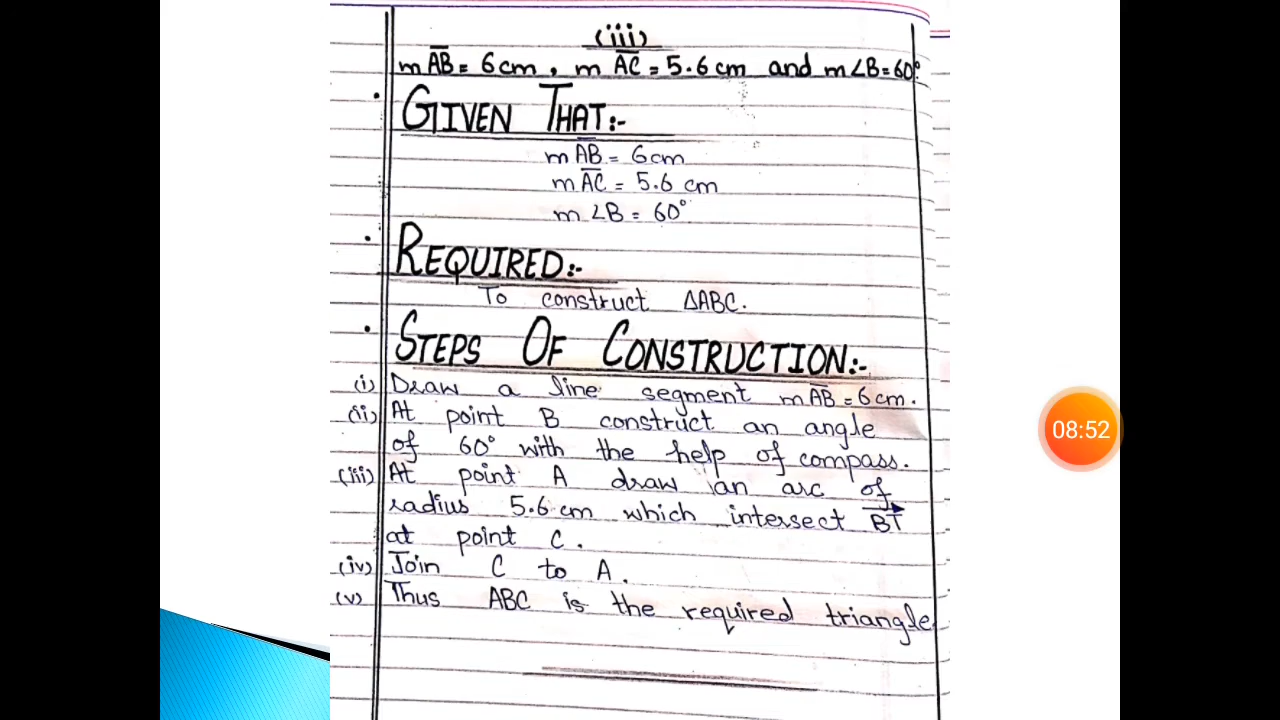 (iii)
mAB = 6cm, mAC = 5.6cm and m∠B = 60°.
GIVEN THAT:-
mAB = 6cm
mAC = 5.6 cm
m∠B = 60°
REQUIRED:-
To construct ΔABC.
STEPS OF CONSTRUCTION:-
(i) Draw a line segment mAB = 6cm.
(ii) At point B construct an angle
of 60° with the help of compass.
(iii) At point A draw an arc of
radius 5.6 cm which intersect BT
at point C.
(iv) Join C to A.
(v) Thus ABC is the required triangle.
08:52